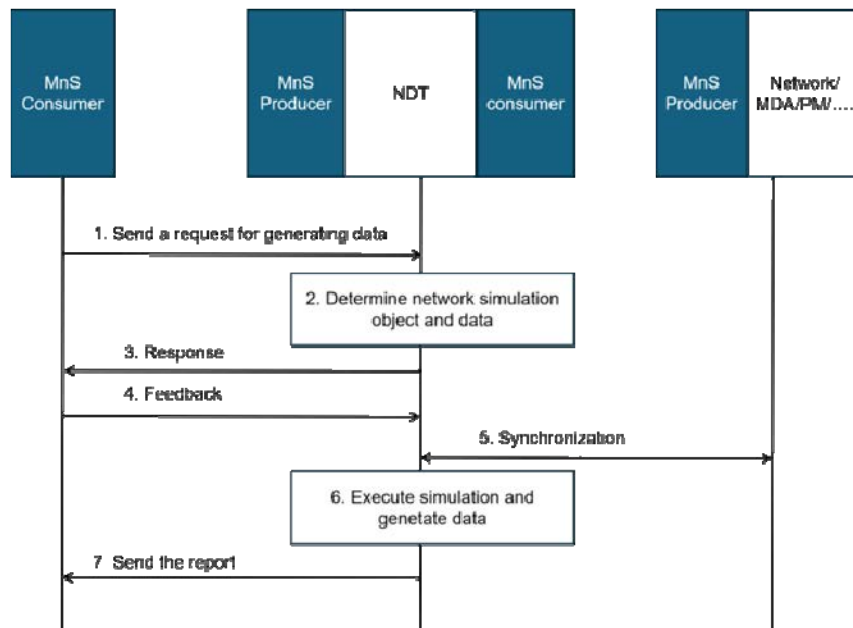 MnS
Consumer
MnS
Producer
NDT
MnS
consumer
MnS
Producer
Network/
MDA/PM/....
1. Send a request for generating data
2. Determine network simulation
object and data
3. Response
4. Feedback
5. Synchronization
6. Execute simulation and
genetate data
7 Send the report